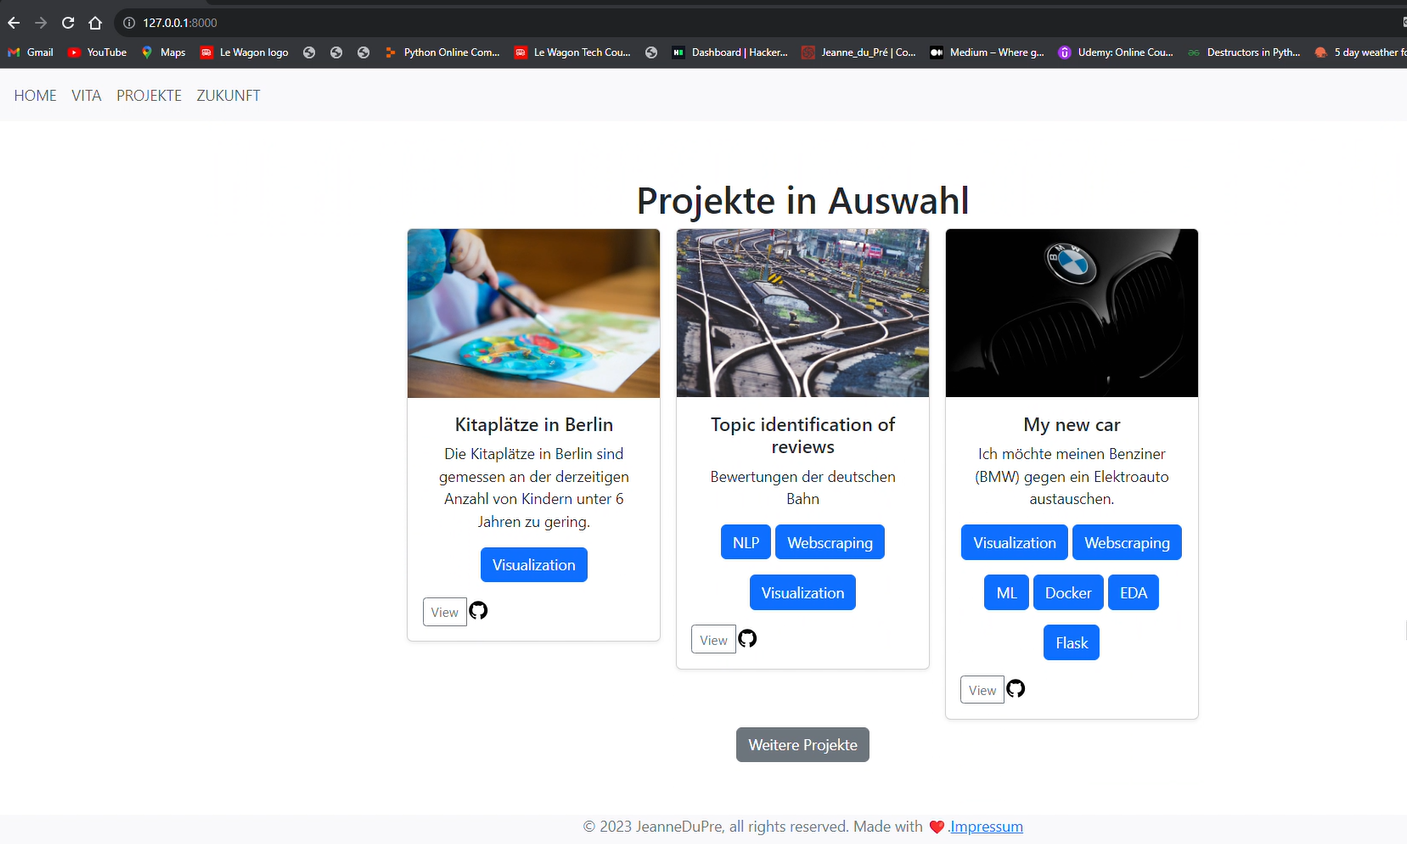 127.0.0.1:8000
Gmail YouTube Maps Le Wagon logo Python Online Com... Le Wagon Tech Cou... Dashboard | Hacker... Jeanne_du_Pré | Co... Medium – Where g... Udemy: Online Cou... Destructors in Pyth... 5 day weather fo
HOME VITA PROJEKTE ZUKUNFT
Projekte in Auswahl
BMW
Kitaplätze in Berlin
Die Kitaplätze in Berlin sind
gemessen an der derzeitigen
Anzahl von Kindern unter 6
Jahren zu gering.
Visualization
View
Topic identification of
reviews
Bewertungen der deutschen
Bahn
NLP Webscraping
Visualization
View
My new car
Ich möchte meinen Benziner
(BMW) gegen ein Elektroauto
austauschen.
Visualization Webscraping
ML Docker EDA
Flask
View
Weitere Projekte
© 2023 JeanneDuPre, all rights reserved. Made with ❤️.Impressum